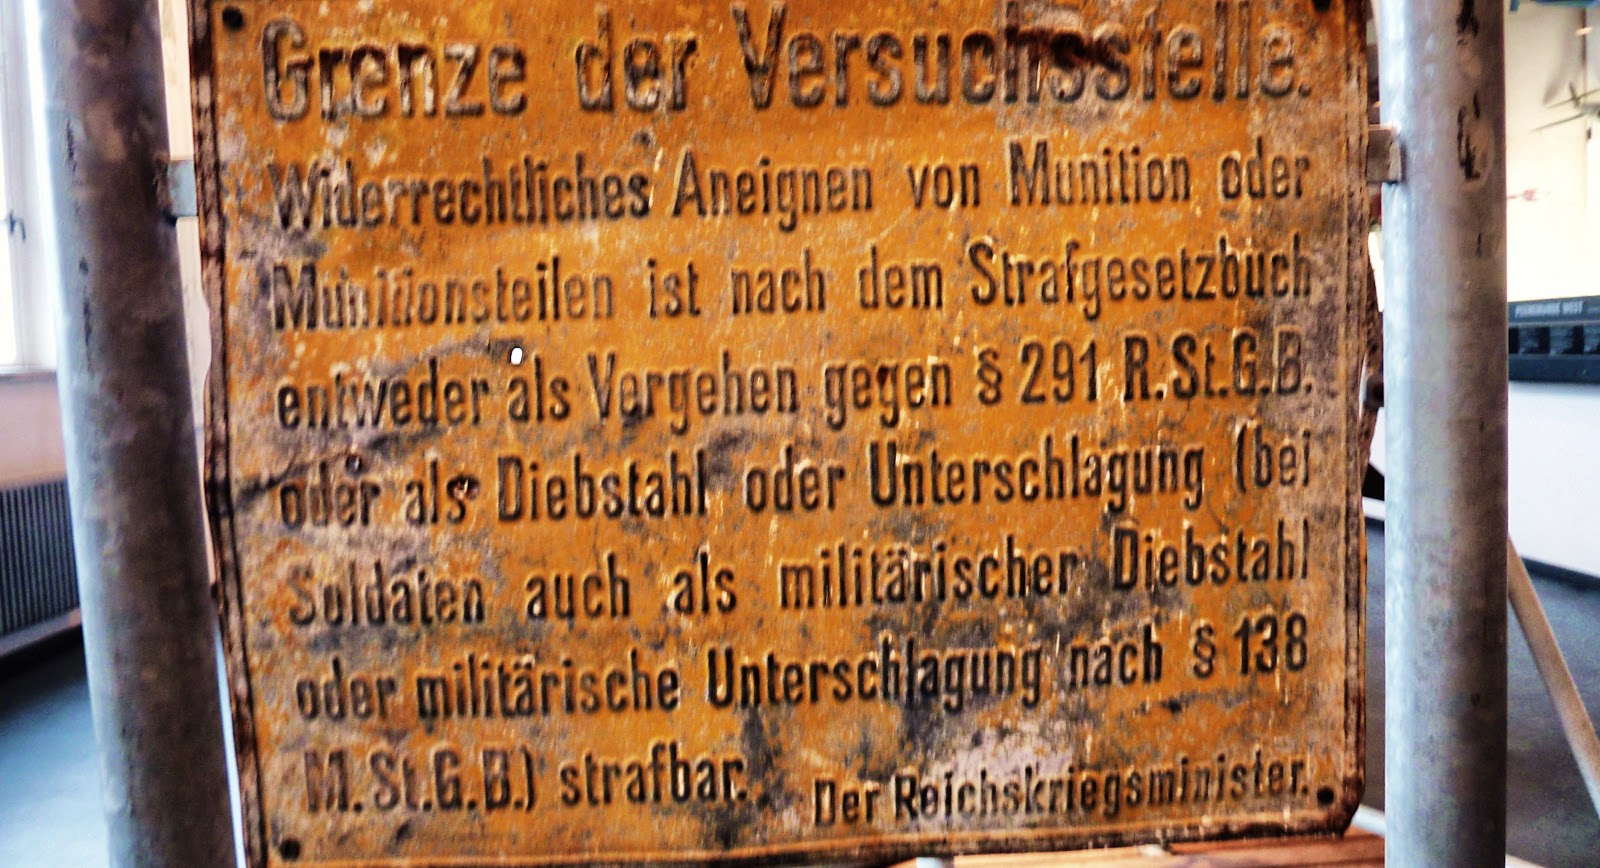 Grenze der Versuchsstelle.
Widerrechtliches Aneignen von Munition oder
Munitionsteilen ist nach dem Strafgesetzbuch
entweder als Vergehen gegen § 291 R.St.G.B.
oder als Diebstahl oder Unterschlagung (bei
Soldaten auch als militärischer Diebstahl
oder militärische Unterschlagung nach § 138
M.St.G.B.) strafbar.
Der Reichskriegsminister.
PEENEMÜNDE WEST